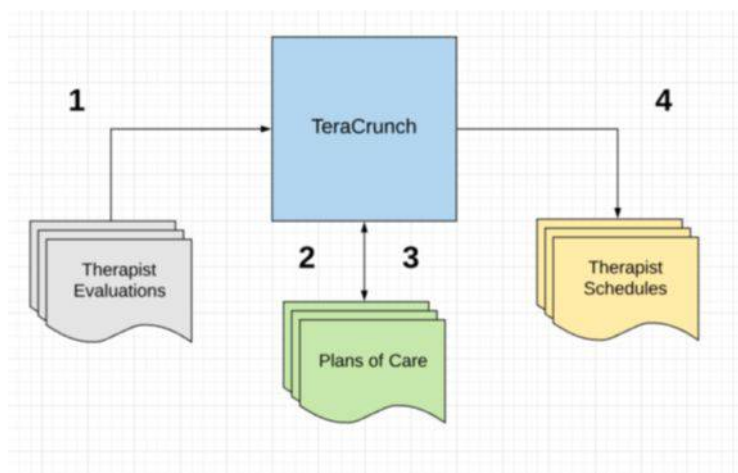 1
TeraCrunch
4
Therapist
Evaluations
2
3
Plans of Care
Therapist
Schedules